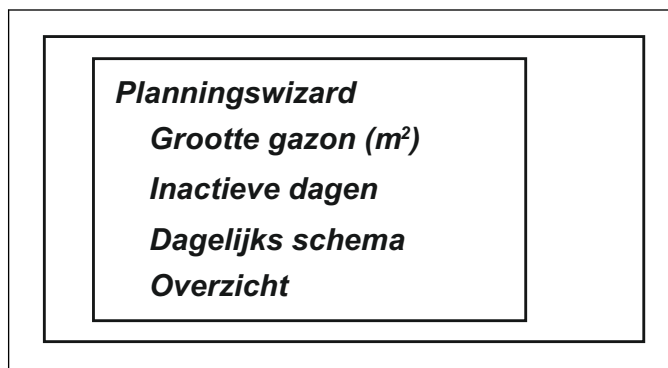 Planningswizard
Grootte gazon (m²)
Inactieve dagen
Dagelijks schema
Overzicht